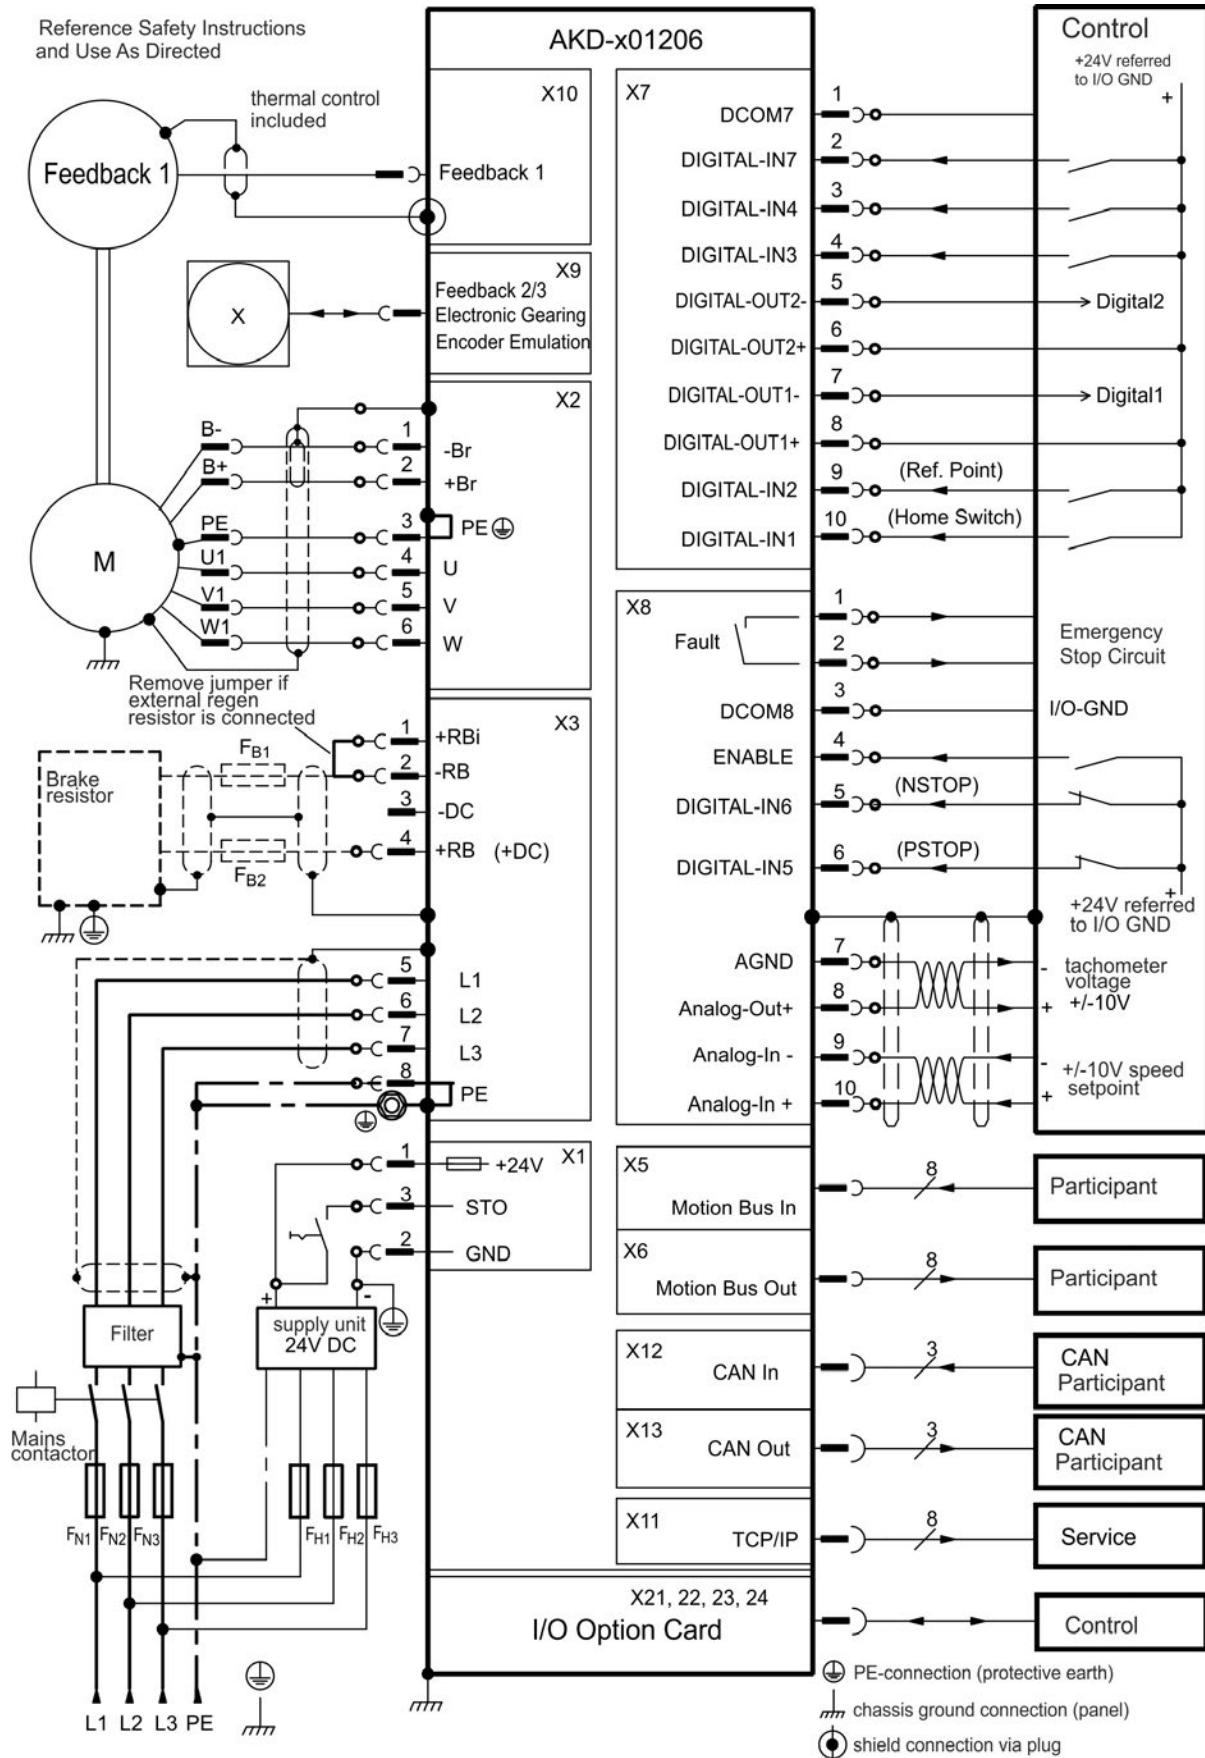 Reference Safety Instructions
and Use As Directed
AKD-x01206
Control
+24V referred
to I/O GND
+
thermal control
included
Feedback 1
X10
Feedback 1
X
X9
Feedback 2/3
Electronic Gearing
Encoder Emulation
X2
B-
1
-Br
B+
2
+Br
PE
3
PE
U1
4
U
V1
5
V
W1
6
W
M
Remove jumper if
external regen
resistor is connected
X3
1
+RBi
FB1
2
-RB
Brake
resistor
3
-DC
4
+RB (+DC)
FB2
5
L1
6
L2
7
L3
8
PE
X1
1
+24V
3
STO
2
GND
+
-
supply unit
24V DC
Filter
Mains
contactor
FN1
FN2
FN3
FH1
FH2
FH3
L1
L2
L3
PE
X7
DCOM7
1
DIGITAL-IN7
2
DIGITAL-IN4
3
DIGITAL-IN3
4
DIGITAL-OUT2-
5
Digital2
DIGITAL-OUT2+
6
DIGITAL-OUT1-
7
Digital1
DIGITAL-OUT1+
8
DIGITAL-IN2
9
(Ref. Point)
DIGITAL-IN1
10
(Home Switch)
X8
Fault
1
2
Emergency
Stop Circuit
DCOM8
3
I/O-GND
ENABLE
4
DIGITAL-IN6
5
(NSTOP)
DIGITAL-IN5
6
(PSTOP)
+
+24V referred
to I/O GND
AGND
7
-
tachometer
voltage
+/-10V
Analog-Out+
8
+
Analog-In -
9
-
+/-10V speed
setpoint
Analog-In +
10
+
X5
Motion Bus In
8
Participant
X6
Motion Bus Out
8
Participant
X12
CAN In
3
CAN
Participant
X13
CAN Out
3
CAN
Participant
X11
TCP/IP
8
Service
X21, 22, 23, 24
I/O Option Card
Control
PE-connection (protective earth)
chassis ground connection (panel)
shield connection via plug